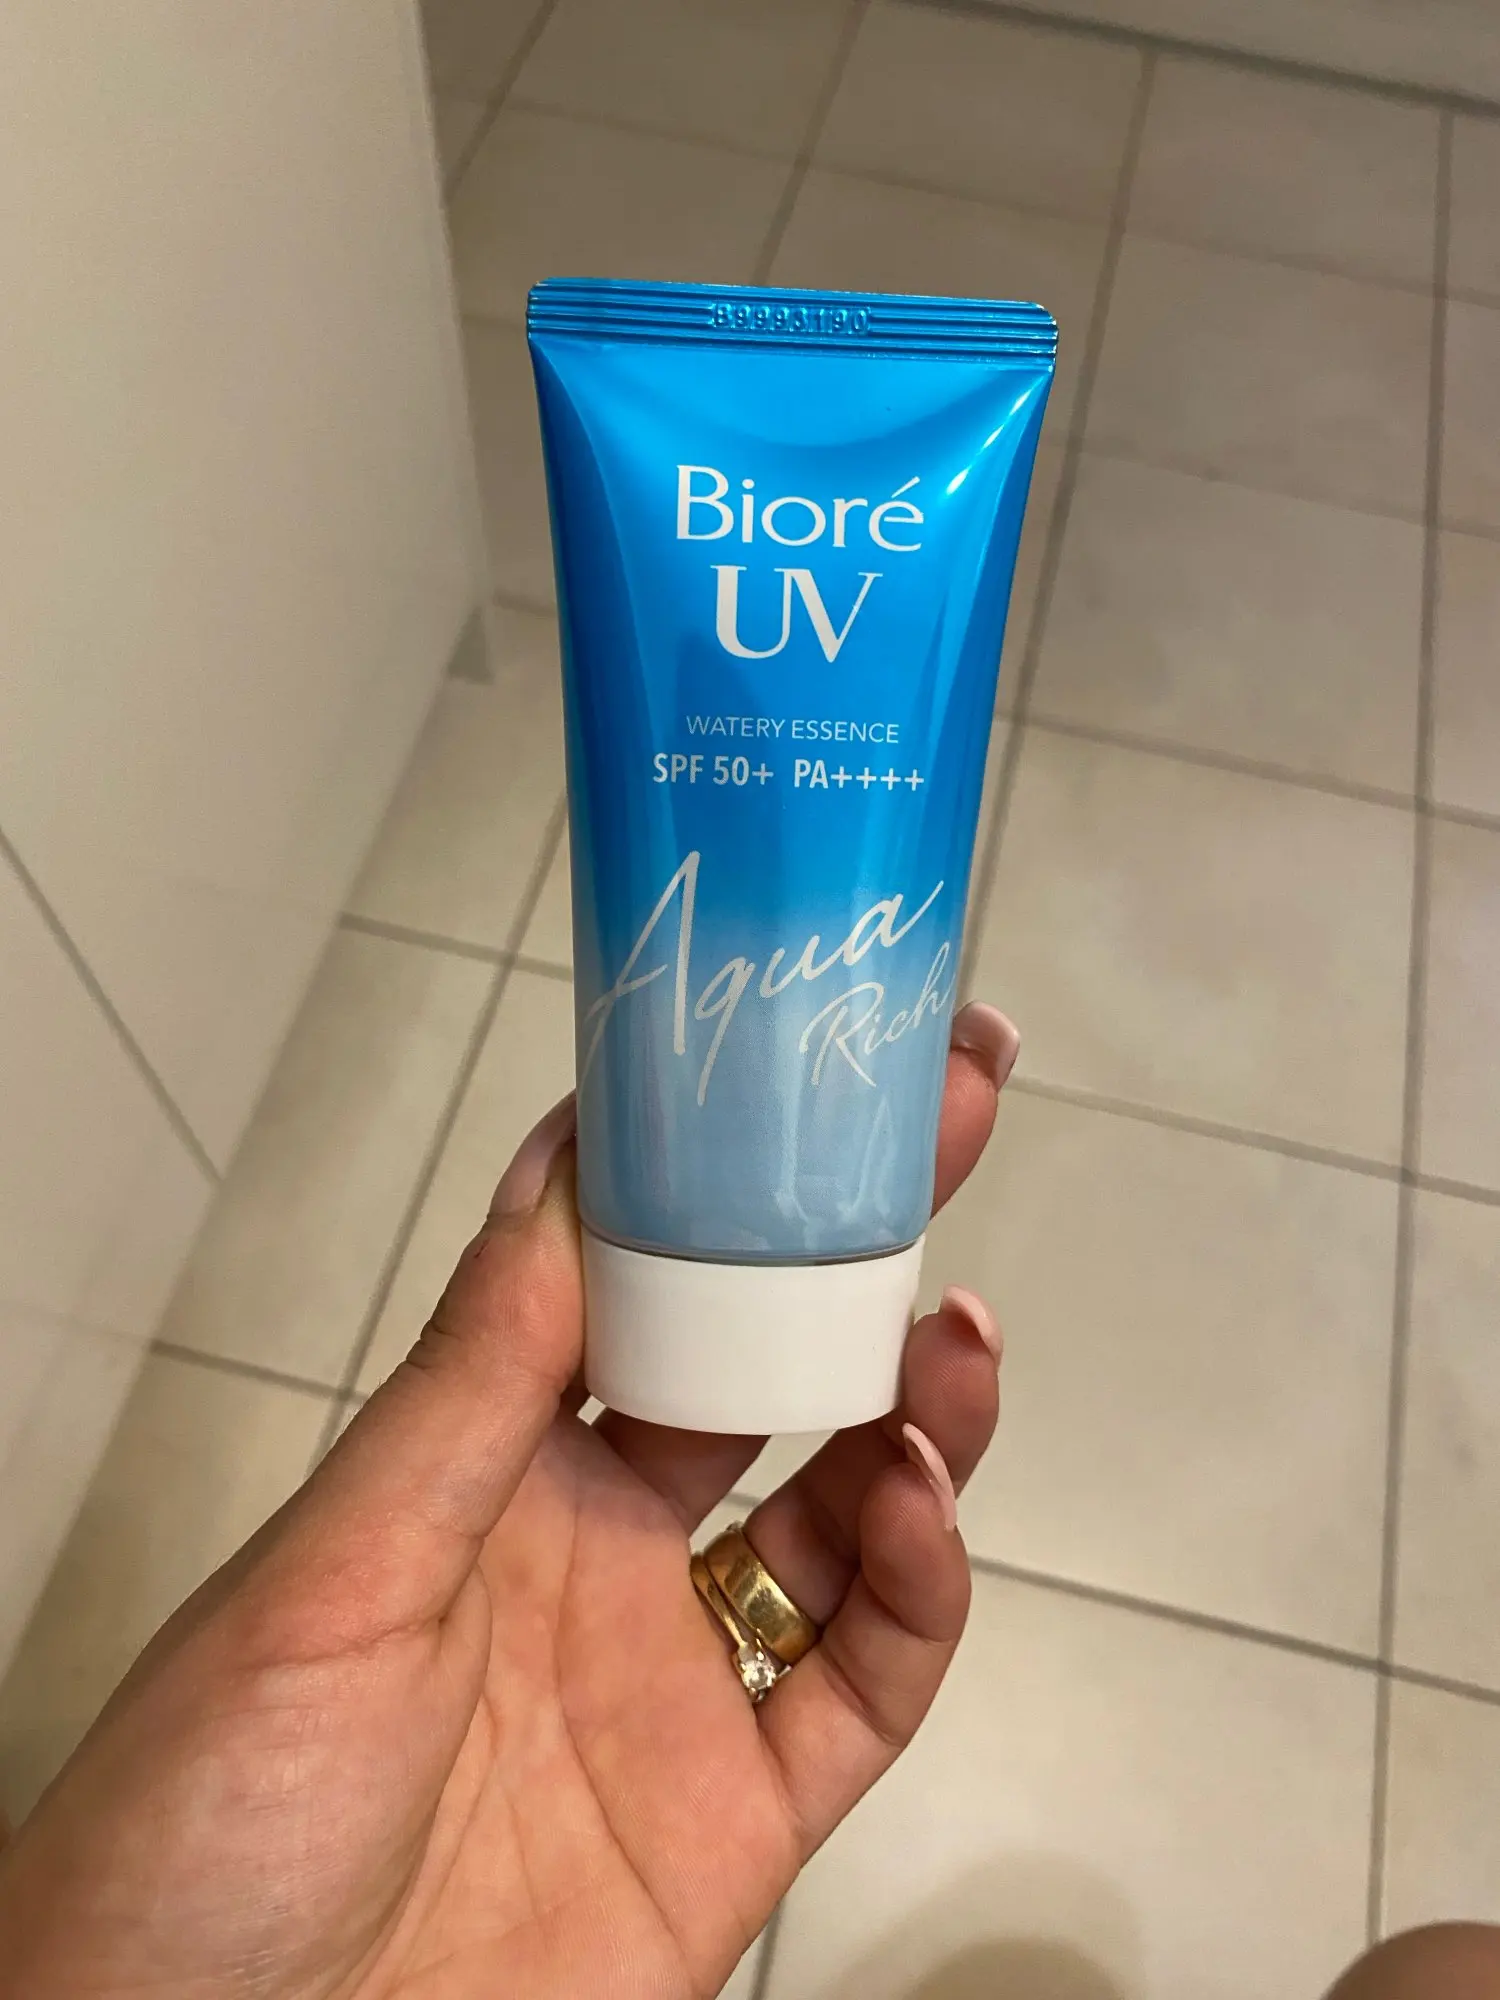 Bioré
UV
WATERY ESSENCE
SPF 50+ PA++++
Aqua
Rich